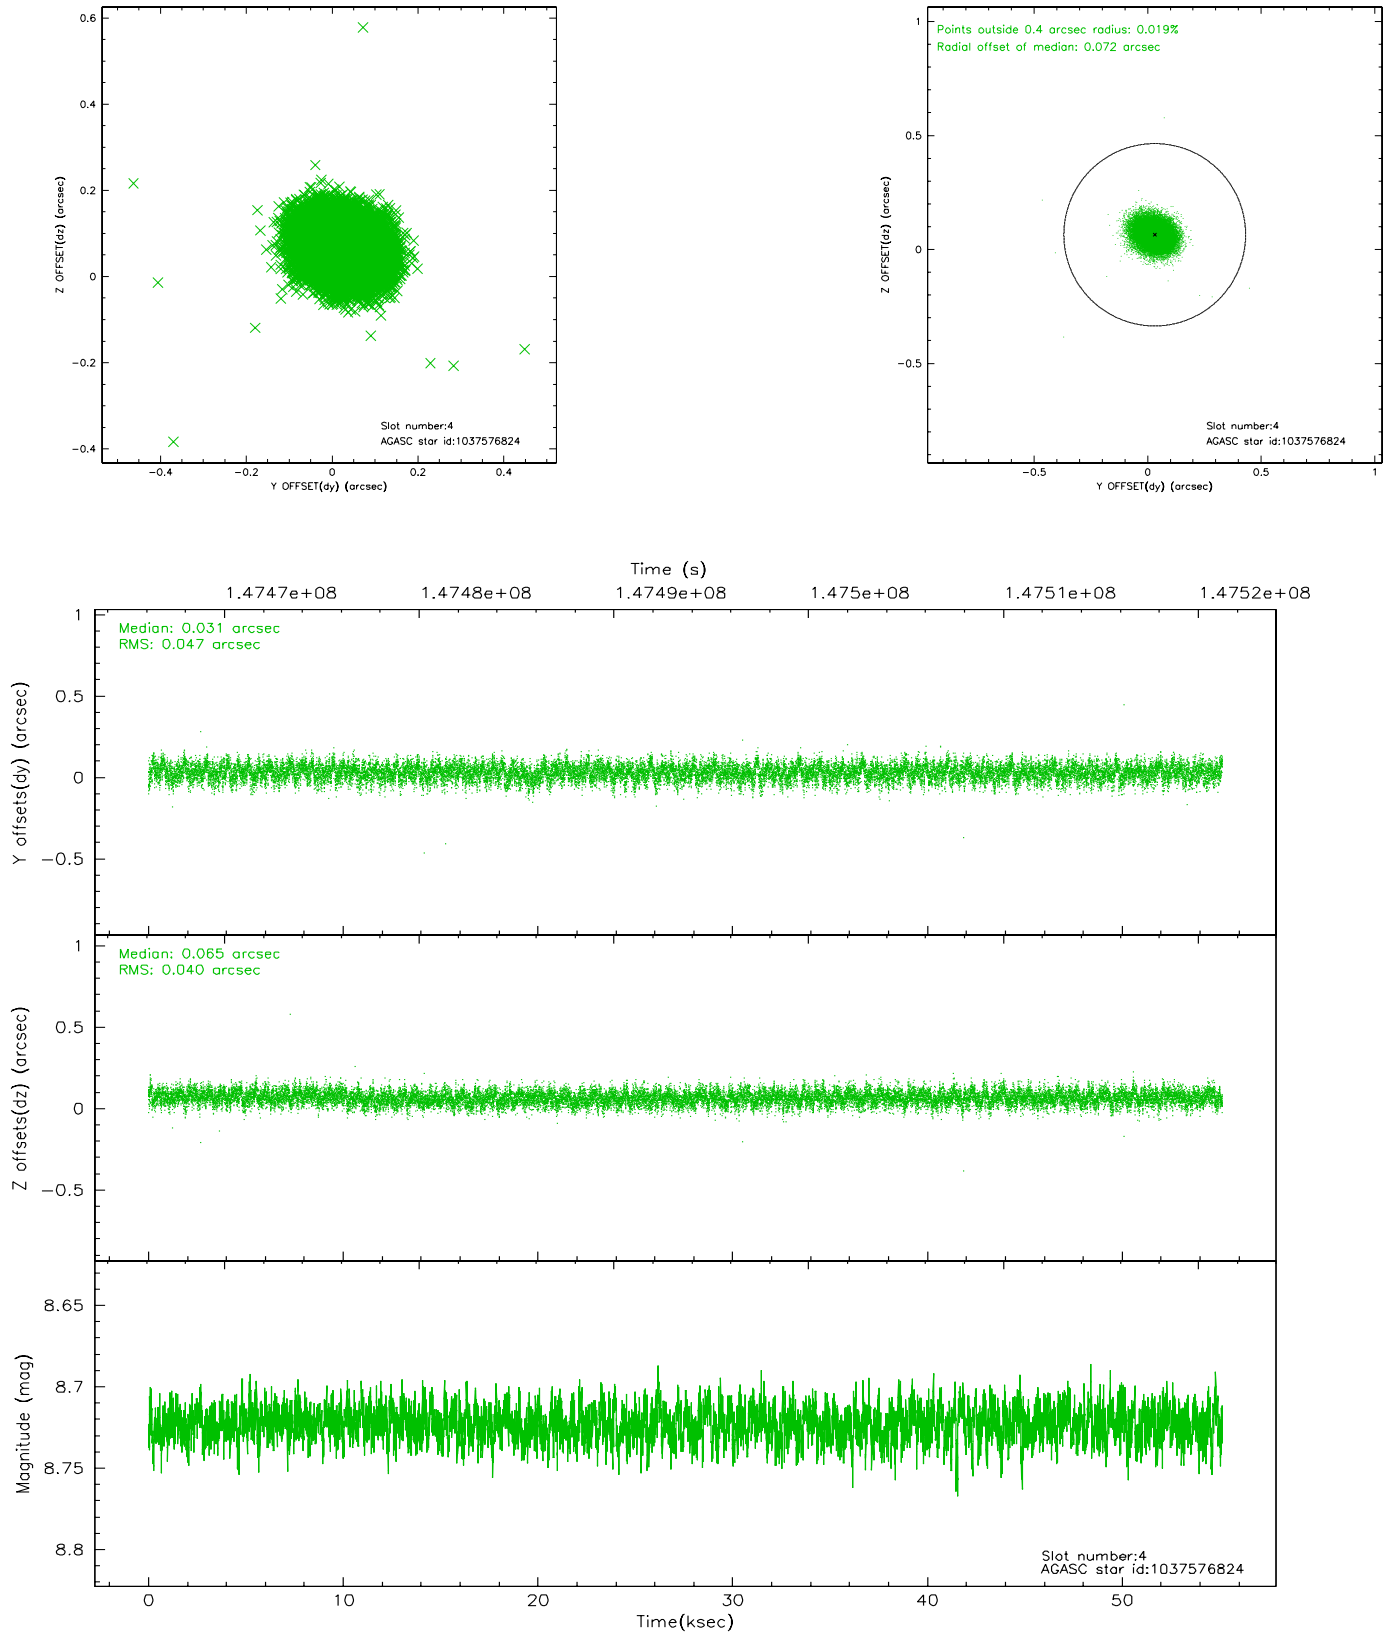 0.6
0.4
0.2
0
−0.2
−0.4
Z OFFSET(dz) (arcsec)
−0.4
−0.2
0
0.2
0.4
Y OFFSET(dy) (arcsec)
Slot number:4
AGASC star id:1037576824
Points outside 0.4 arcsec radius: 0.019%
Radial offset of median: 0.072 arcsec
1
0.5
0
−0.5
Z OFFSET(dz) (arcsec)
−0.5
0
0.5
1
Y OFFSET(dy) (arcsec)
Slot number:4
AGASC star id:1037576824
Time (s)
1.4747e+08
1.4748e+08
1.4749e+08
1.475e+08
1.4751e+08
1.4752e+08
Median: 0.031 arcsec
RMS: 0.047 arcsec
1
0.5
0
−0.5
Y offsets(dy) (arcsec)
Median: 0.065 arcsec
RMS: 0.040 arcsec
1
0.5
0
−0.5
Z offsets(dz) (arcsec)
8.65
8.7
8.75
8.8
Magnitude (mag)
Slot number:4
AGASC star id:1037576824
0
10
20
30
40
50
Time(ksec)